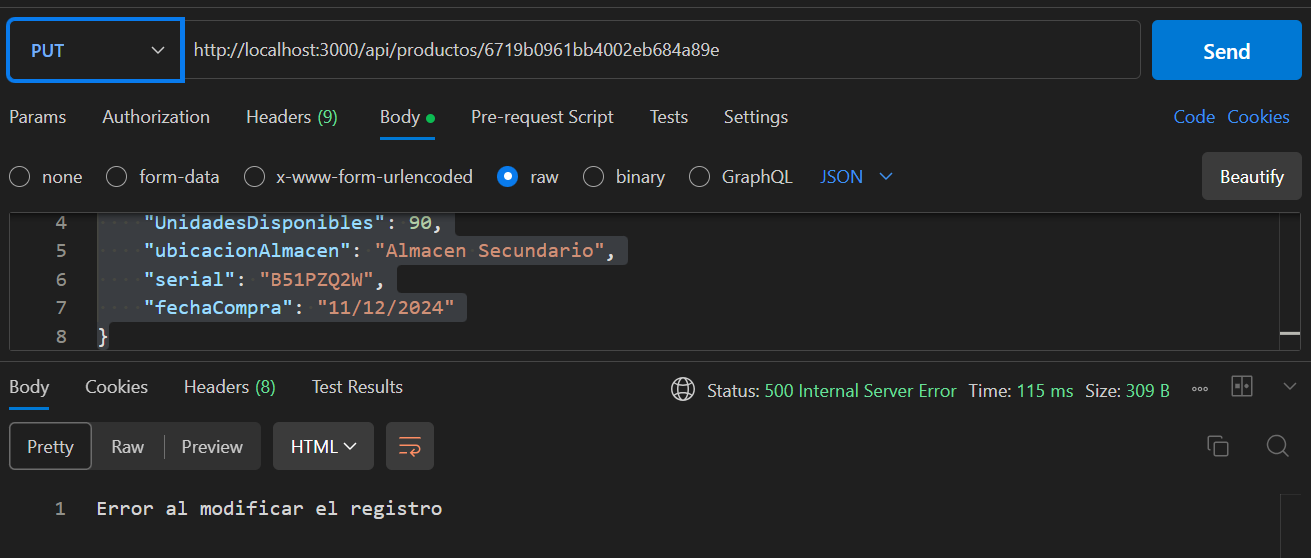 PUT http://localhost:3000/api/productos/6719b0961bb4002eb684a89e Send
Params Authorization Headers (9) Body Pre-request Script Tests Settings Code Cookies
none form-data x-www-form-urlencoded raw binary GraphQL JSON Beautify
4 "UnidadesDisponibles": 90,
5 "ubicacionAlmacen": "Almacen Secundario",
6 "serial": "B51PZQ2W",
7 "fechaCompra": "11/12/2024"
8 }
Body Cookies Headers (8) Test Results Status: 500 Internal Server Error Time: 115 ms Size: 309 B
Pretty Raw Preview HTML
1 Error al modificar el registro